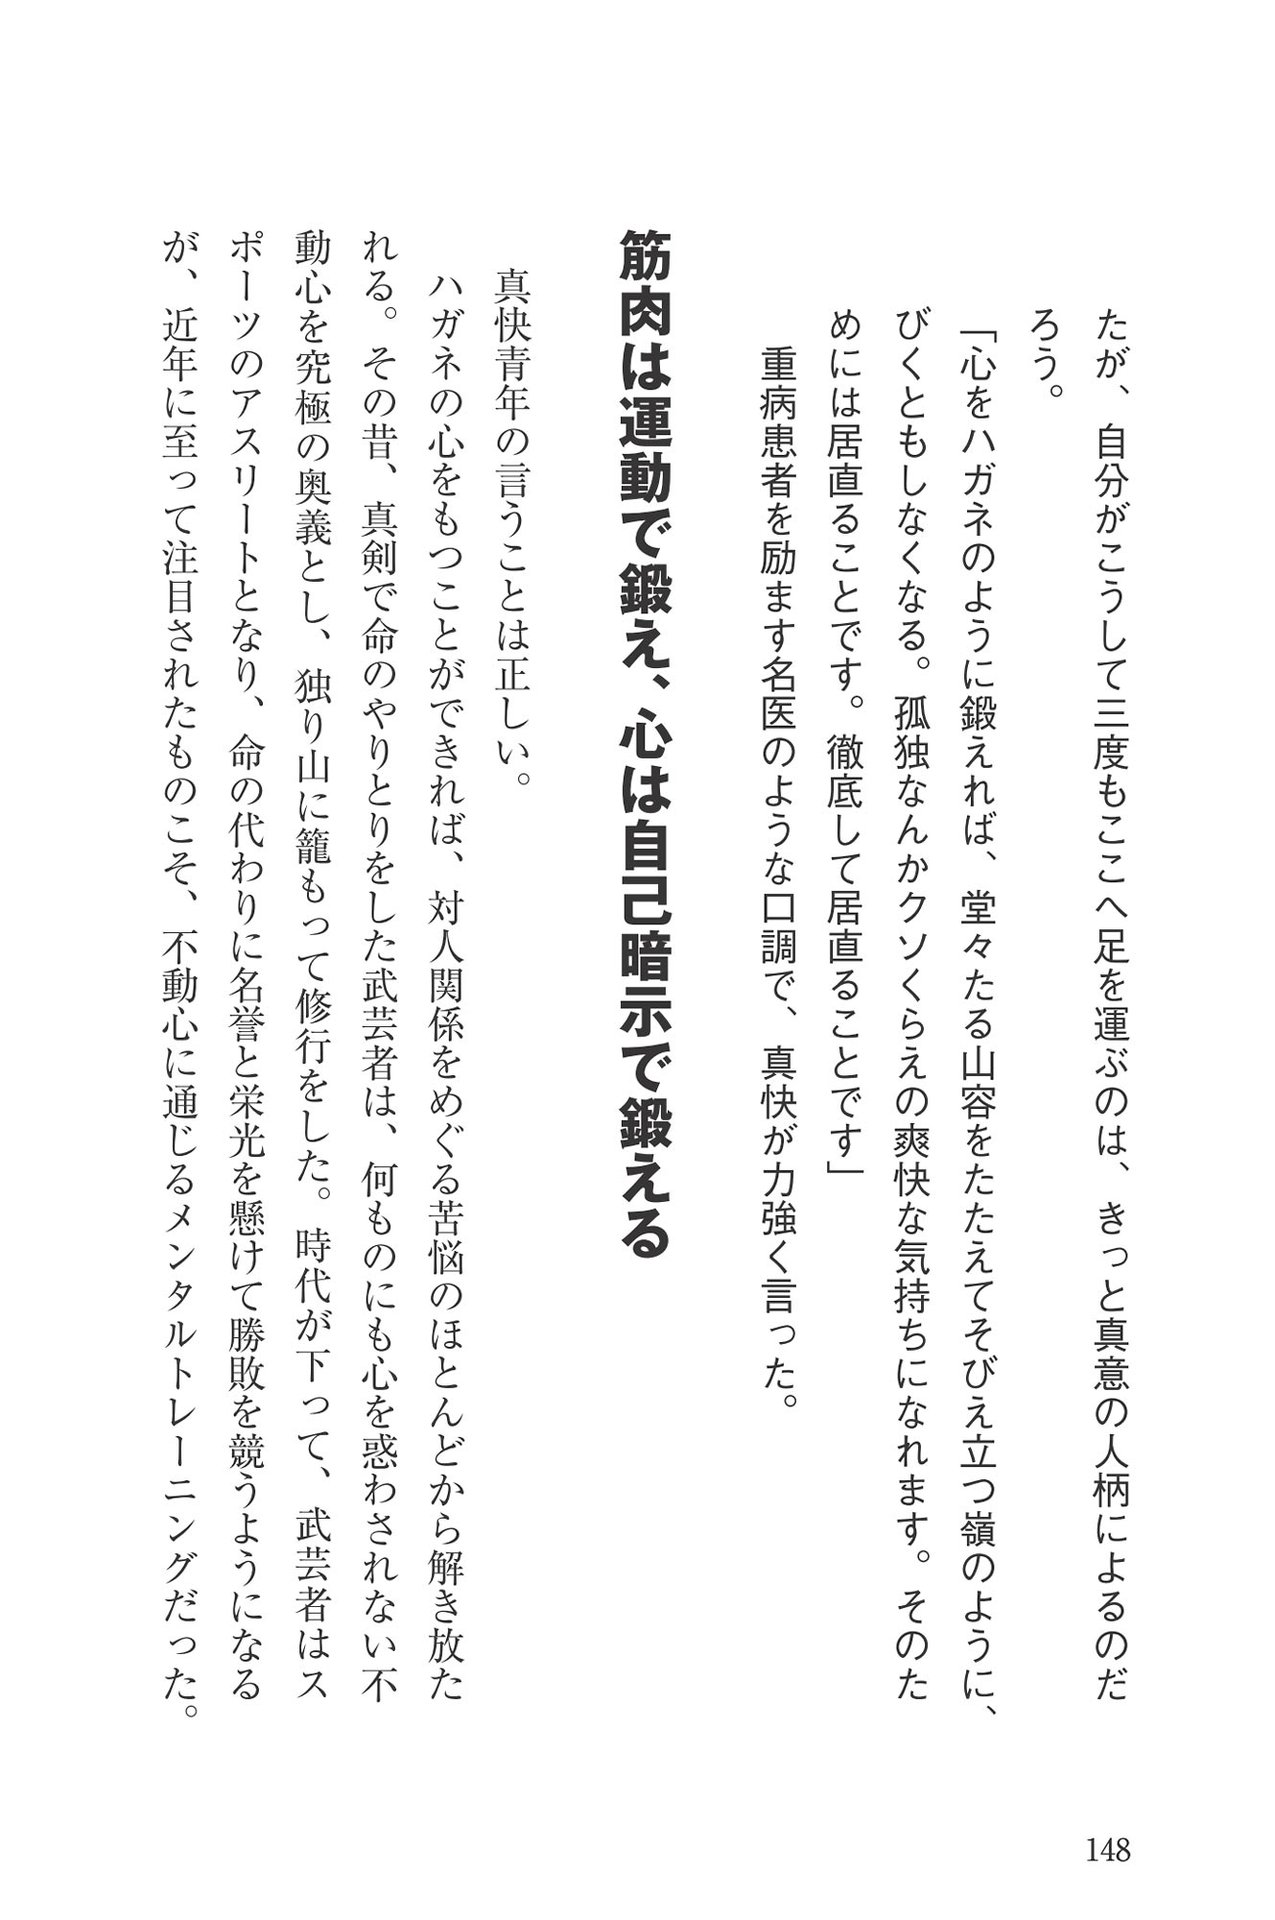 たが、自分がこうして三度もここへ足を運ぶのは、きっと真意の人柄によるのだ
ろう。
「心をハガネのように鍛えれば、堂々たる山容をたたえてそびえ立つ嶺のように、
びくともしなくなる。孤独なんかクソくらえの爽快な気持ちになれます。そのた
めには居直ることです。徹底して居直ることです」
重病患者を励ます名医のような口調で、真快が力強く言った。
筋肉は運動で鍛え、心は自己暗示で鍛える
真快青年の言うことは正しい。
ハガネの心をもつことができれば、対人関係をめぐる苦悩のほとんどから解き放た
れる。その昔、真剣で命のやりとりをした武芸者は、何ものにも心を惑わされない不
動心を究極の奥義とし、独り山に籠もって修行をした。時代が下って、武芸者はス
ポーツのアスリートとなり、命の代わりに名誉と栄光を懸けて勝敗を競うようになる
が、近年に至って注目されたものこそ、不動心に通じるメンタルトレーニングだった。
148